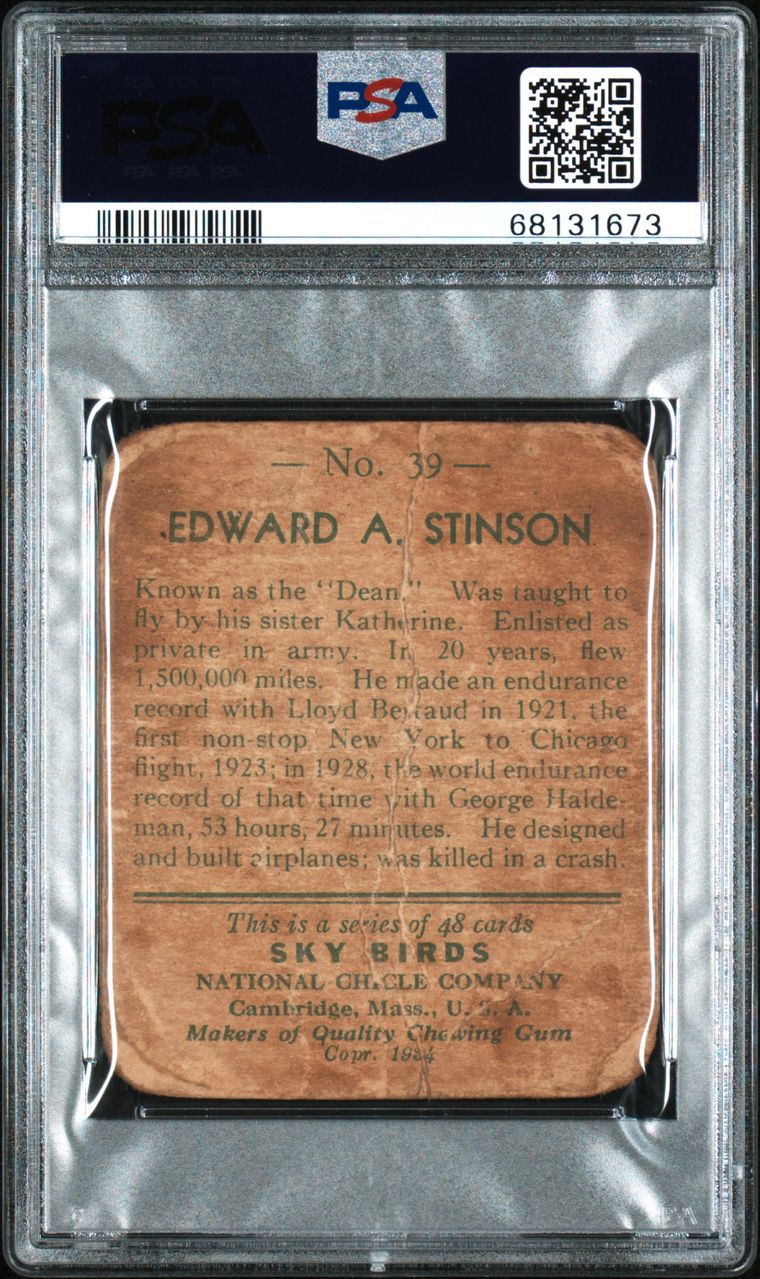 PSA
PSA
PSA PSA PSA
68131673
— No. 39 —
EDWARD A. STINSON
Known as the "Dean." Was taught to
fly by his sister Katherine. Enlisted as
private in army. In 20 years, flew
1,500,000 miles. He made an endurance
record with Lloyd Bertaud in 1921, the
first non-stop New York to Chicago
flight, 1923; in 1928, the world endurance
record of that time with George Halde-
man, 53 hours, 27 minutes. He designed
and built airplanes; was killed in a crash.
This is a series of 48 cards
SKY BIRDS
NATIONAL CHICLE COMPANY
Cambridge, Mass., U. S. A.
Makers of Quality Chewing Gum
Copr. 1934